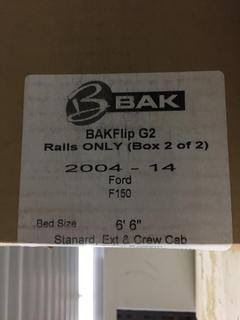 B BAK
BAKFlip G2
Rails ONLY (Box 2 of 2)
2004 - 14
Ford
F150
Bed Size 6' 6"
Stanard, Ext & Crew Cab